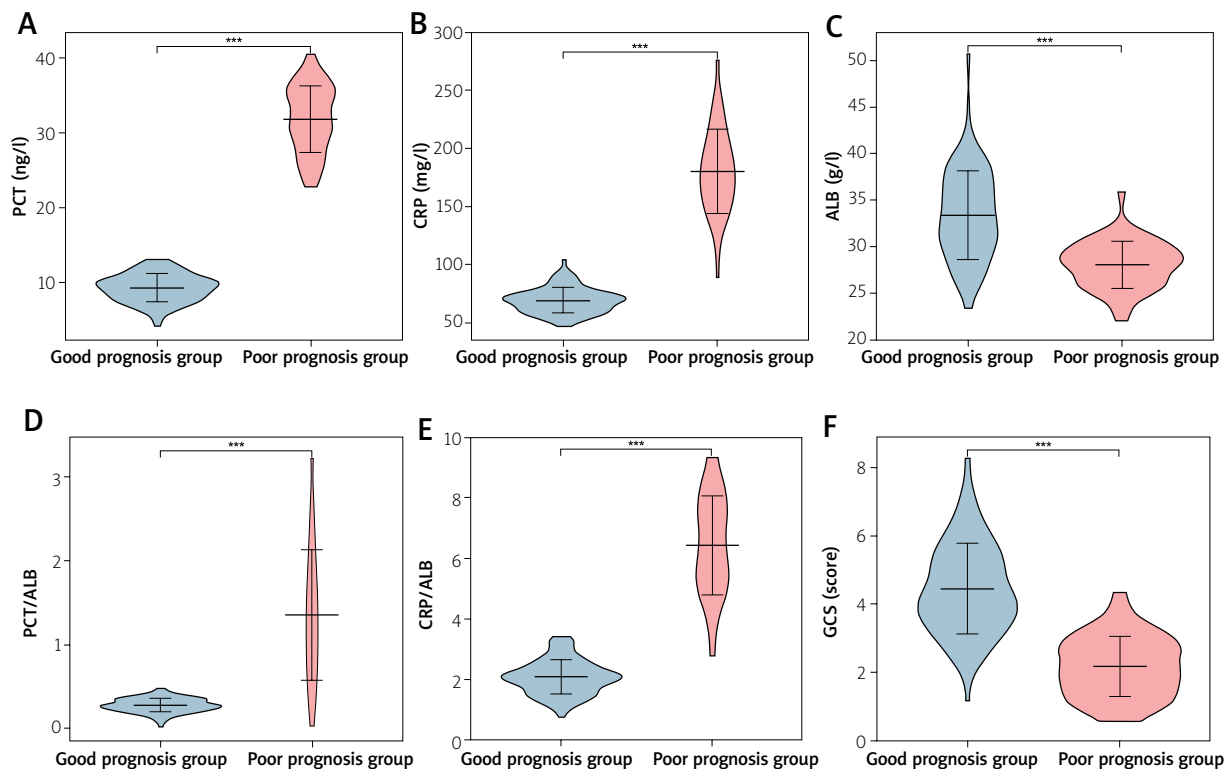 A
PCT (ng/l)
40
30
20
10
***
Good prognosis group
Poor prognosis group
B
CRP (mg/l)
300
250
200
150
100
50
***
Good prognosis group
Poor prognosis group
C
ALB (g/l)
50
45
40
35
30
25
20
***
Good prognosis group
Poor prognosis group
D
PCT/ALB
3
2
1
0
***
Good prognosis group
Poor prognosis group
E
CRP/ALB
10
8
6
4
2
0
***
Good prognosis group
Poor prognosis group
F
GCS (score)
8
6
4
2
0
***
Good prognosis group
Poor prognosis group